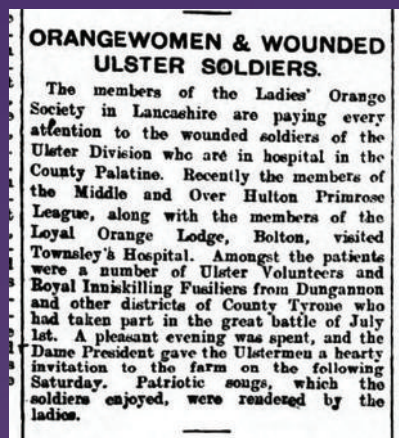 ORANGEWOMEN & WOUNDED
ULSTER SOLDIERS.
The members of the Ladies' Orange
Society in Lancashire are paying every
attention to the wounded soldiers of the
Ulster Division who are in hospital in the
County Palatine. Recently the members of
the Middle and Over Hulton Primrose
League, along with the members of the
Loyal Orange Lodge, Bolton, visited
Townsley's Hospital. Amongst the patients
were a number of Ulster Volunteers and
Royal Inniskilling Fusiliers from Dungannon
and other districts of County Tyrone who
had taken part in the great battle of July
1st. A pleasant evening was spent, and the
Dame President gave the Ulstermen a hearty
invitation to the farm on the following
Saturday. Patriotic songs, which the
soldiers enjoyed, were rendered by the
ladies.